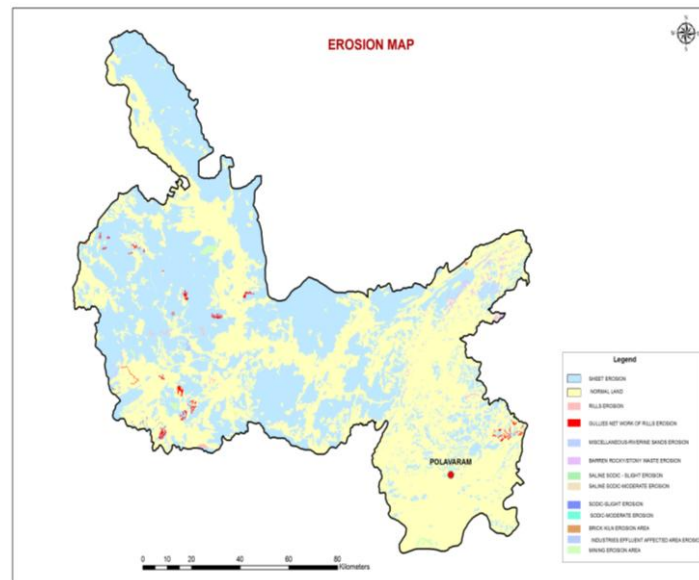 EROSION MAP
N
POLAVARAM
Legend
SHEET EROSION
NORMAL LAND
RILLS EROSION
GULLIES NET WORK OF RILLS EROSION
MISCELLANEOUS-RIVERINE SANDS EROSION
BARREN ROCKY/STONY WASTE EROSION
SALINE SODIC - SLIGHT EROSION
SALINE SODIC-MODERATE EROSION
SODIC-SLIGHT EROSION
SODIC-MODERATE EROSION
BRICK KILN EROSION AREA
INDUSTRIES EFFLUENT AFFECTED AREA EROSIO
MINING EROSION AREA
0 5 10 20 40 60 80
Kilometers